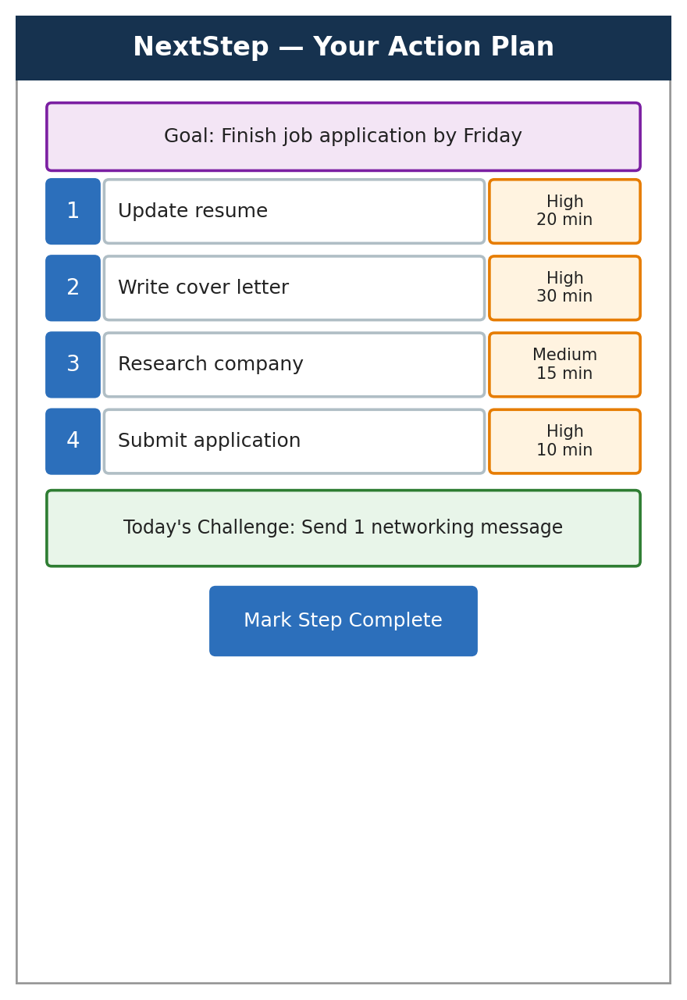 NextStep — Your Action Plan
Goal: Finish job application by Friday
1 Update resume High
20 min
2 Write cover letter High
30 min
3 Research company Medium
15 min
4 Submit application High
10 min
Today's Challenge: Send 1 networking message
Mark Step Complete